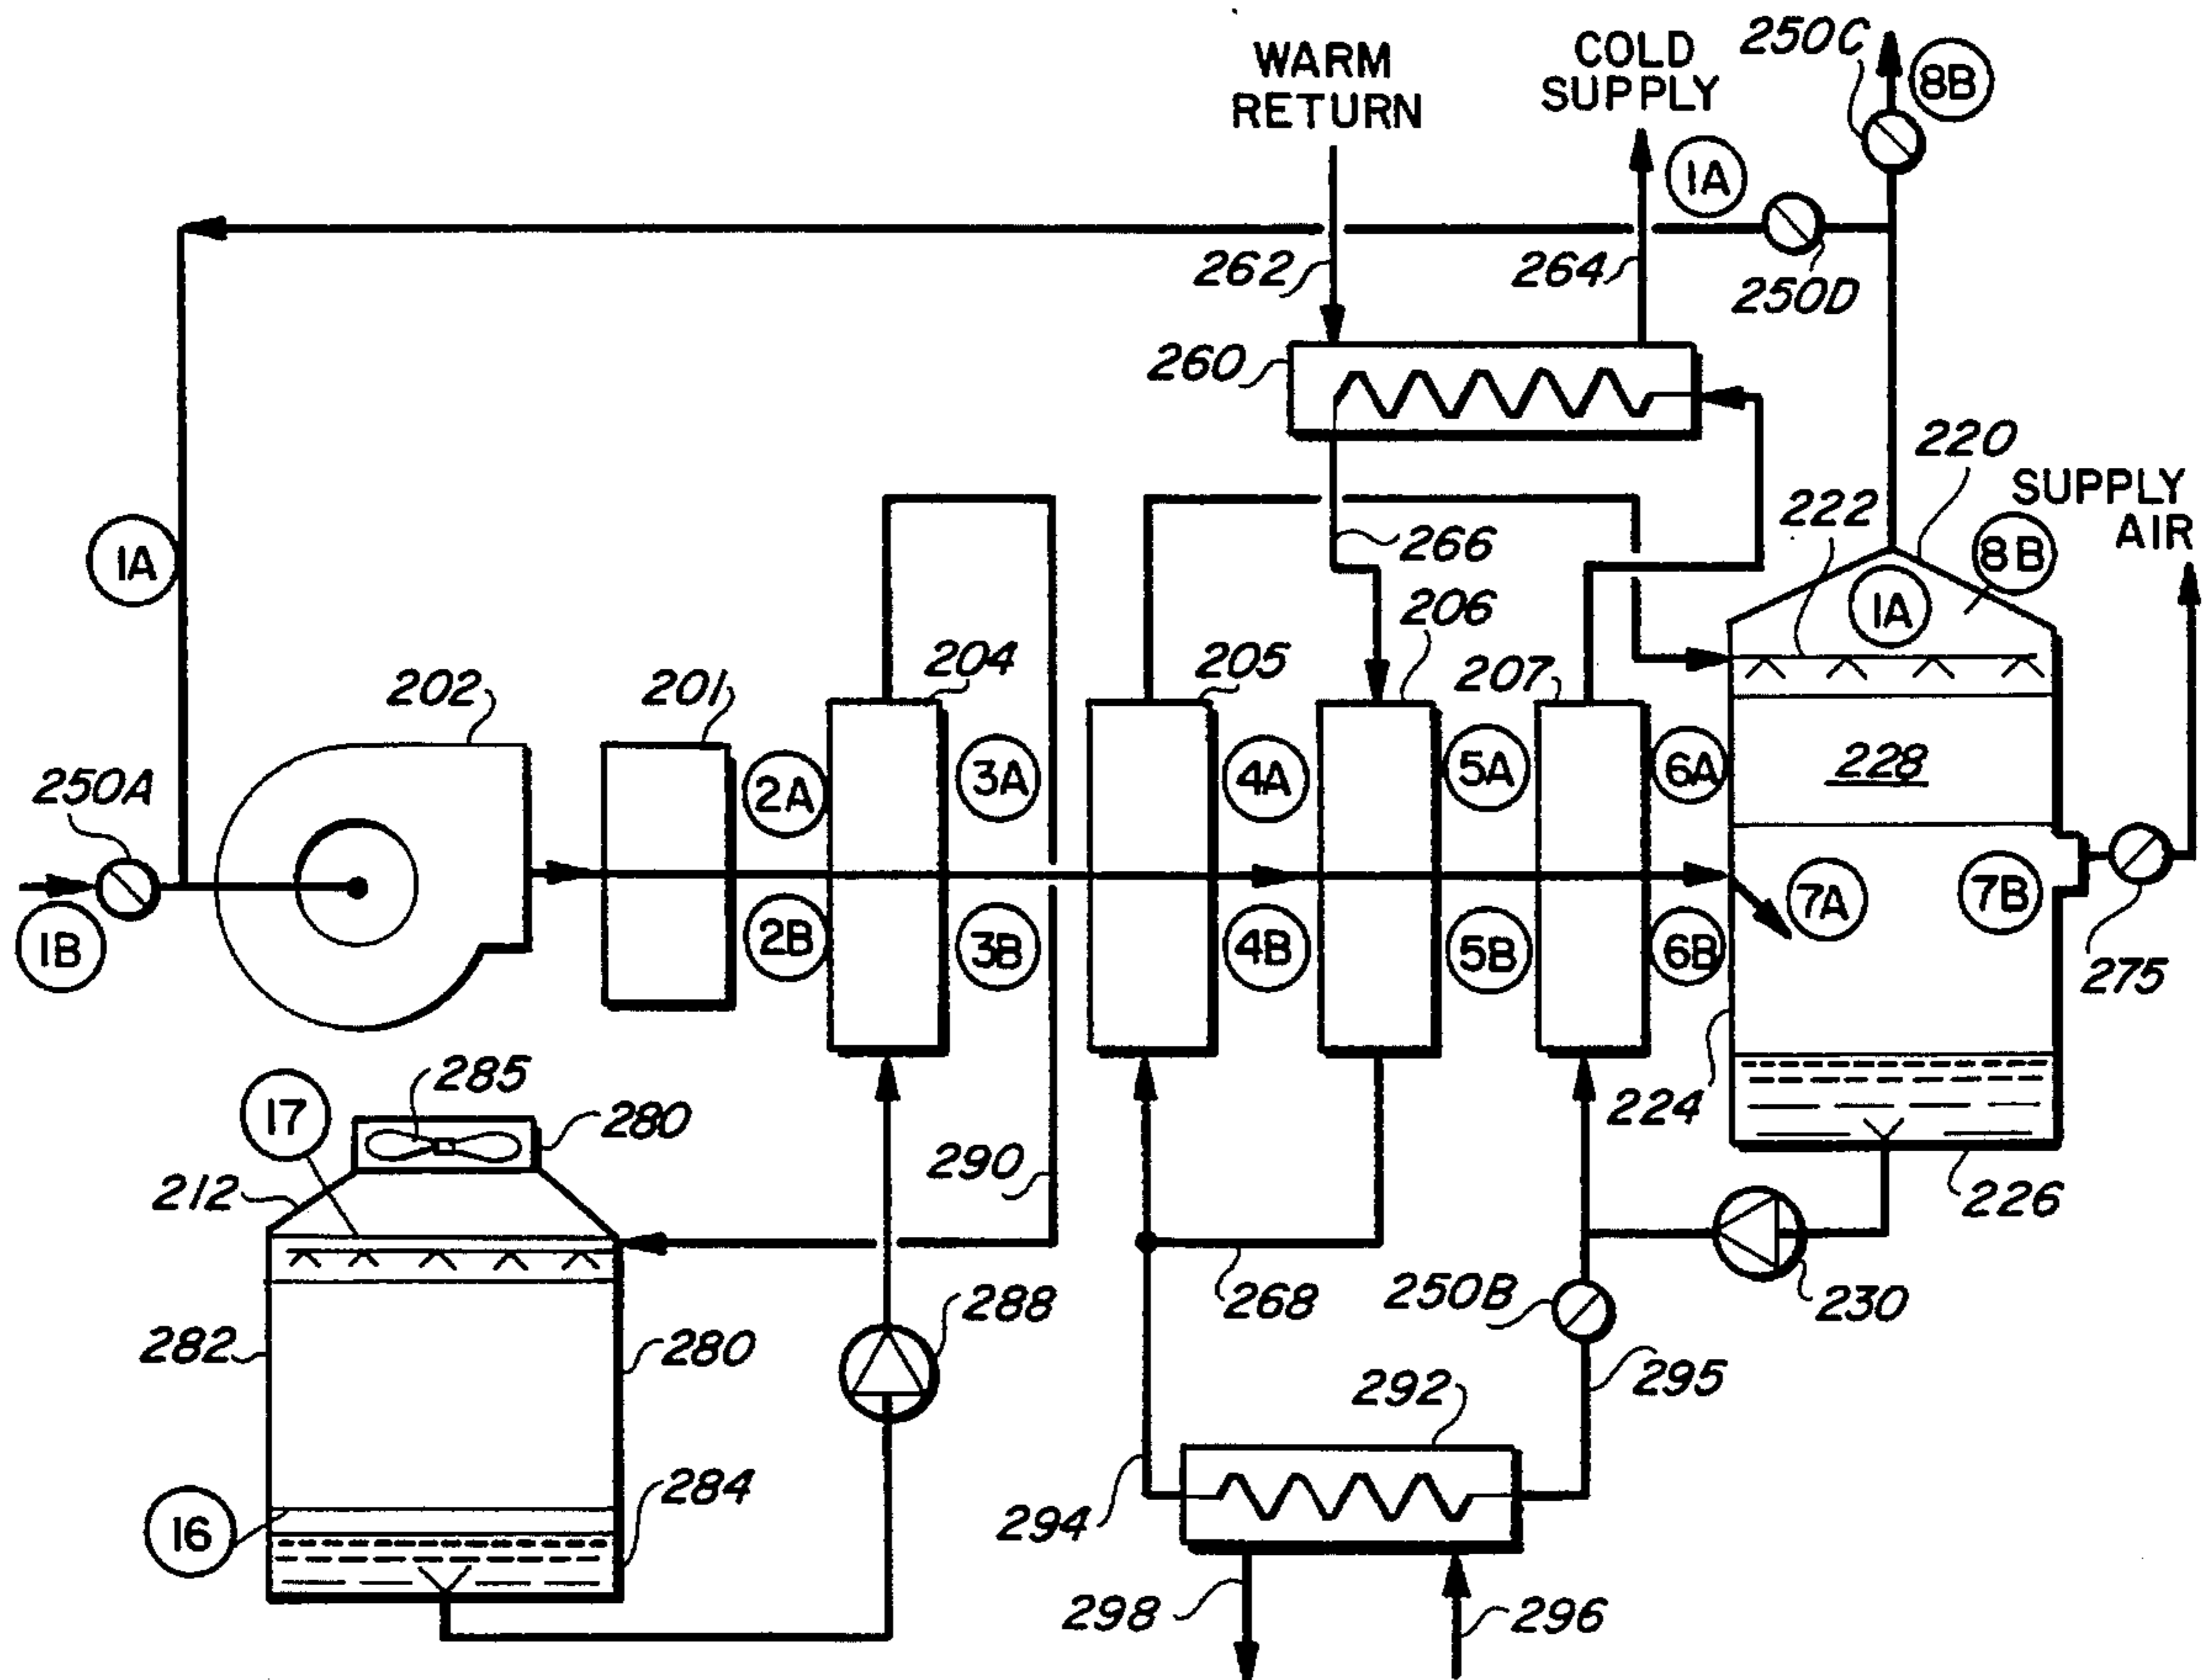 250C
8B
WARM
RETURN
COLD
SUPPLY
1A
262
264
250D
260
220
SUPPLY
AIR
222
8B
1A
266
1A
206
204
205
207
202
201
228
250A
2A
3A
4A
5A
6A
1B
2B
3B
4B
5B
6B
7A
7B
275
17
285
280
224
212
290
226
288
268
250B
230
282
280
292
295
284
294
16
298
296